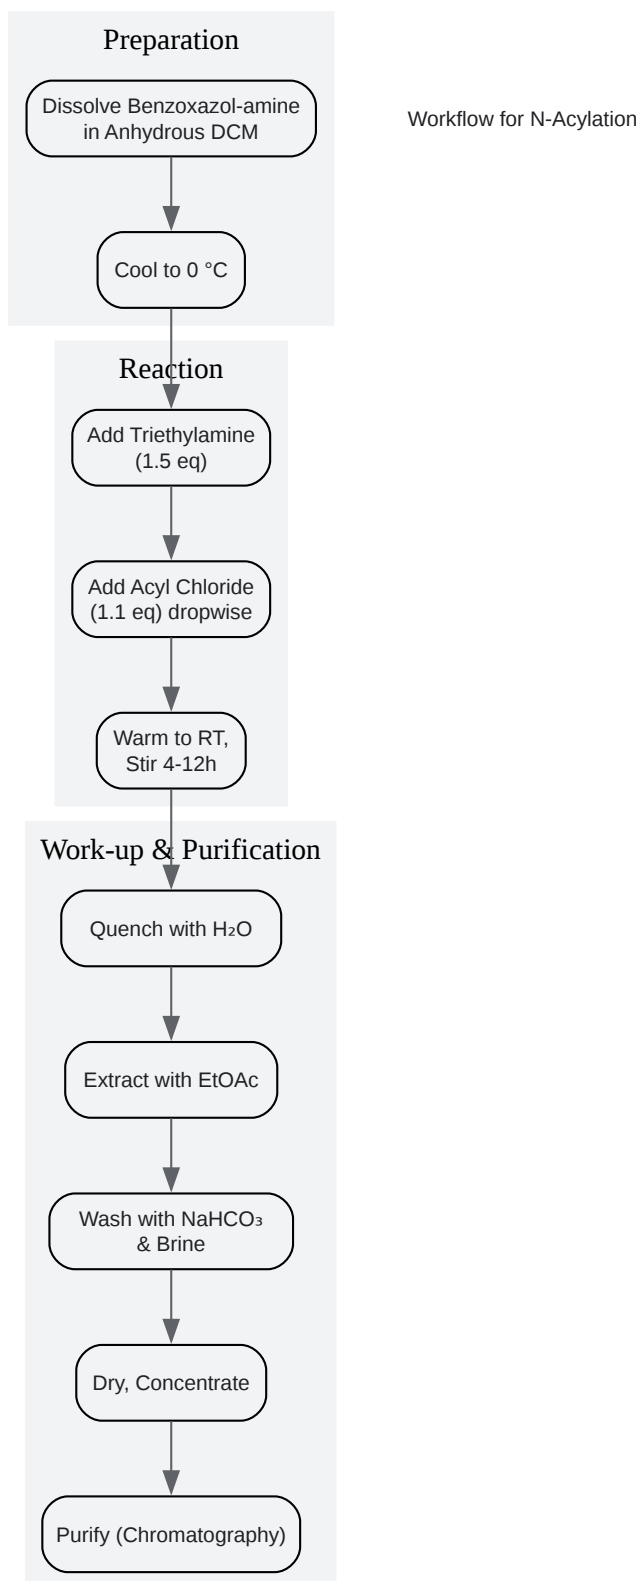 Preparation
Dissolve Benzoxazol-amine
in Anhydrous DCM
Workflow for N-Acylation
Cool to 0 °C
Reaction
Add Triethylamine
(1.5 eq)
Add Acyl Chloride
(1.1 eq) dropwise
Warm to RT,
Stir 4-12h
Work-up & Purification
Quench with H₂O
Extract with EtOAc
Wash with NaHCO₃
& Brine
Dry, Concentrate
Purify (Chromatography)